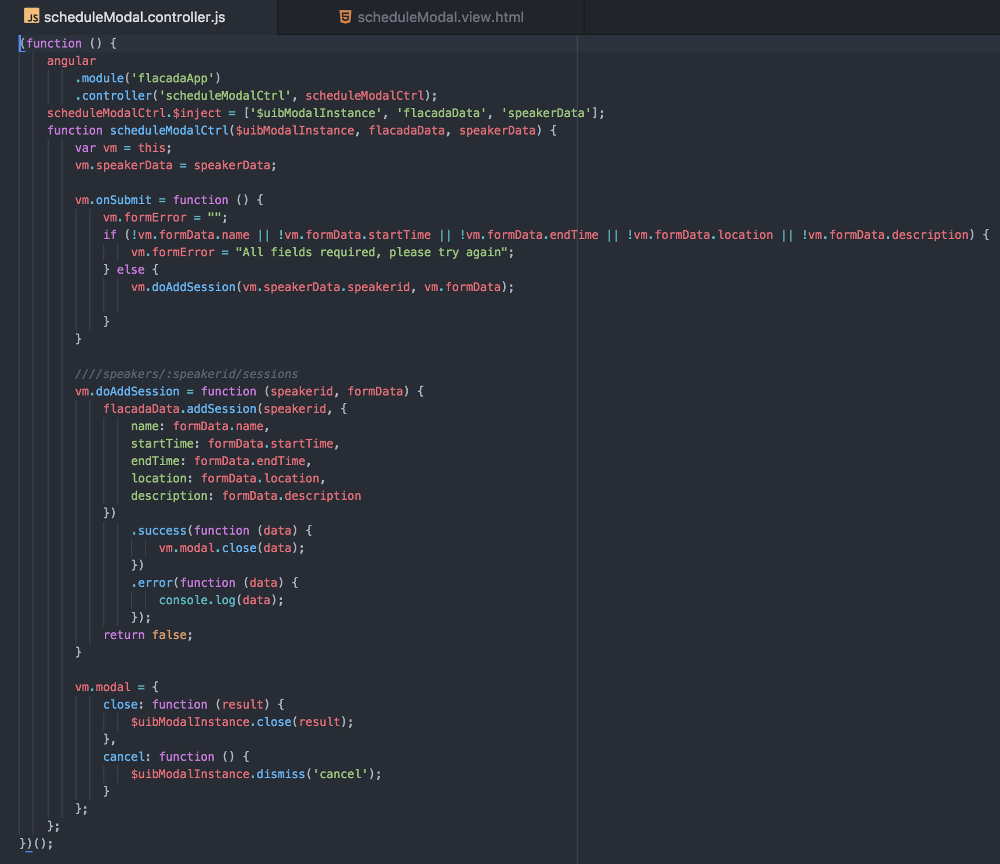 JS scheduleModal.controller.js
5 scheduleModal.view.html
(function () {
    angular
        .module('flacadaApp')
        .controller('scheduleModalCtrl', scheduleModalCtrl);
    scheduleModalCtrl.$inject = ['$uibModalInstance', 'flacadaData', 'speakerData'];
    function scheduleModalCtrl($uibModalInstance, flacadaData, speakerData) {
        var vm = this;
        vm.speakerData = speakerData;

        vm.onSubmit = function () {
            vm.formError = "";
            if (!vm.formData.name || !vm.formData.startTime || !vm.formData.endTime || !vm.formData.location || !vm.formData.description) {
                vm.formError = "All fields required, please try again";
            } else {
                vm.doAddSession(vm.speakerData.speakerid, vm.formData);

            }
        }

        ////speakers/:speakerid/sessions
        vm.doAddSession = function (speakerid, formData) {
            flacadaData.addSession(speakerid, {
                name: formData.name,
                startTime: formData.startTime,
                endTime: formData.endTime,
                location: formData.location,
                description: formData.description
            })
                .success(function (data) {
                    vm.modal.close(data);
                })
                .error(function (data) {
                    console.log(data);
                });
            return false;
        }

        vm.modal = {
            close: function (result) {
                $uibModalInstance.close(result);
            },
            cancel: function () {
                $uibModalInstance.dismiss('cancel');
            }
        };
    };
})();